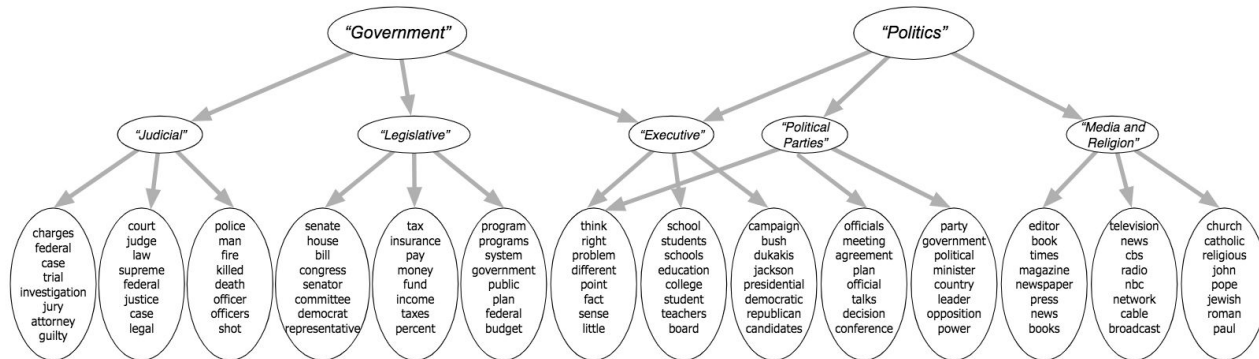 “Government”
“Politics”
“Judicial”
“Legislative”
“Executive”
“Political
Parties”
“Media and
Religion”
charges
federal
case
trial
investigation
jury
attorney
guilty
court
judge
law
supreme
federal
justice
case
legal
police
man
fire
killed
death
officer
officers
shot
senate
house
bill
congress
senator
committee
democrat
representative
tax
insurance
pay
money
fund
income
taxes
percent
program
programs
system
government
public
plan
federal
budget
think
right
problem
different
point
fact
sense
little
school
students
schools
education
college
student
teachers
board
campaign
bush
dukakis
jackson
presidential
democratic
republican
candidates
officials
meeting
agreement
plan
official
talks
decision
conference
party
government
political
minister
country
leader
opposition
power
editor
book
times
magazine
newspaper
press
news
books
television
news
cbs
radio
nbc
network
cable
broadcast
church
catholic
religious
john
pope
jewish
roman
paul